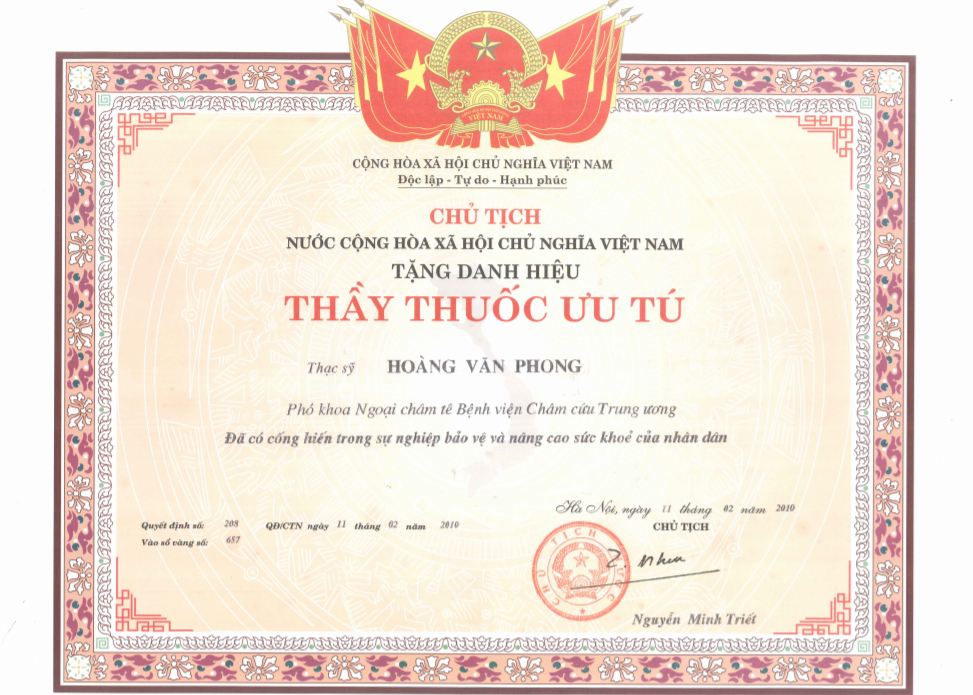 VIỆT NAM
CỘNG HÒA XÃ HỘI CHỦ NGHĨA VIỆT NAM
Độc lập - Tự do - Hạnh phúc
CHỦ TỊCH
NƯỚC CỘNG HÒA XÃ HỘI CHỦ NGHĨA VIỆT NAM
TẶNG DANH HIỆU
THẦY THUỐC ƯU TÚ
Thạc sỹ HOÀNG VĂN PHONG
Phó khoa Ngoại châm tê Bệnh viện Châm cứu Trung ương
Đã có cống hiến trong sự nghiệp bảo vệ và nâng cao sức khoẻ của nhân dân
Hà Nội, ngày 11 tháng 02 năm 2010
Quyết định số: 208 QĐ/CTN ngày 11 tháng 02 năm 2010
CHỦ TỊCH
Vào sổ vàng số: 657
CHỦ TỊCH NƯỚC
Nguyễn Minh Triết